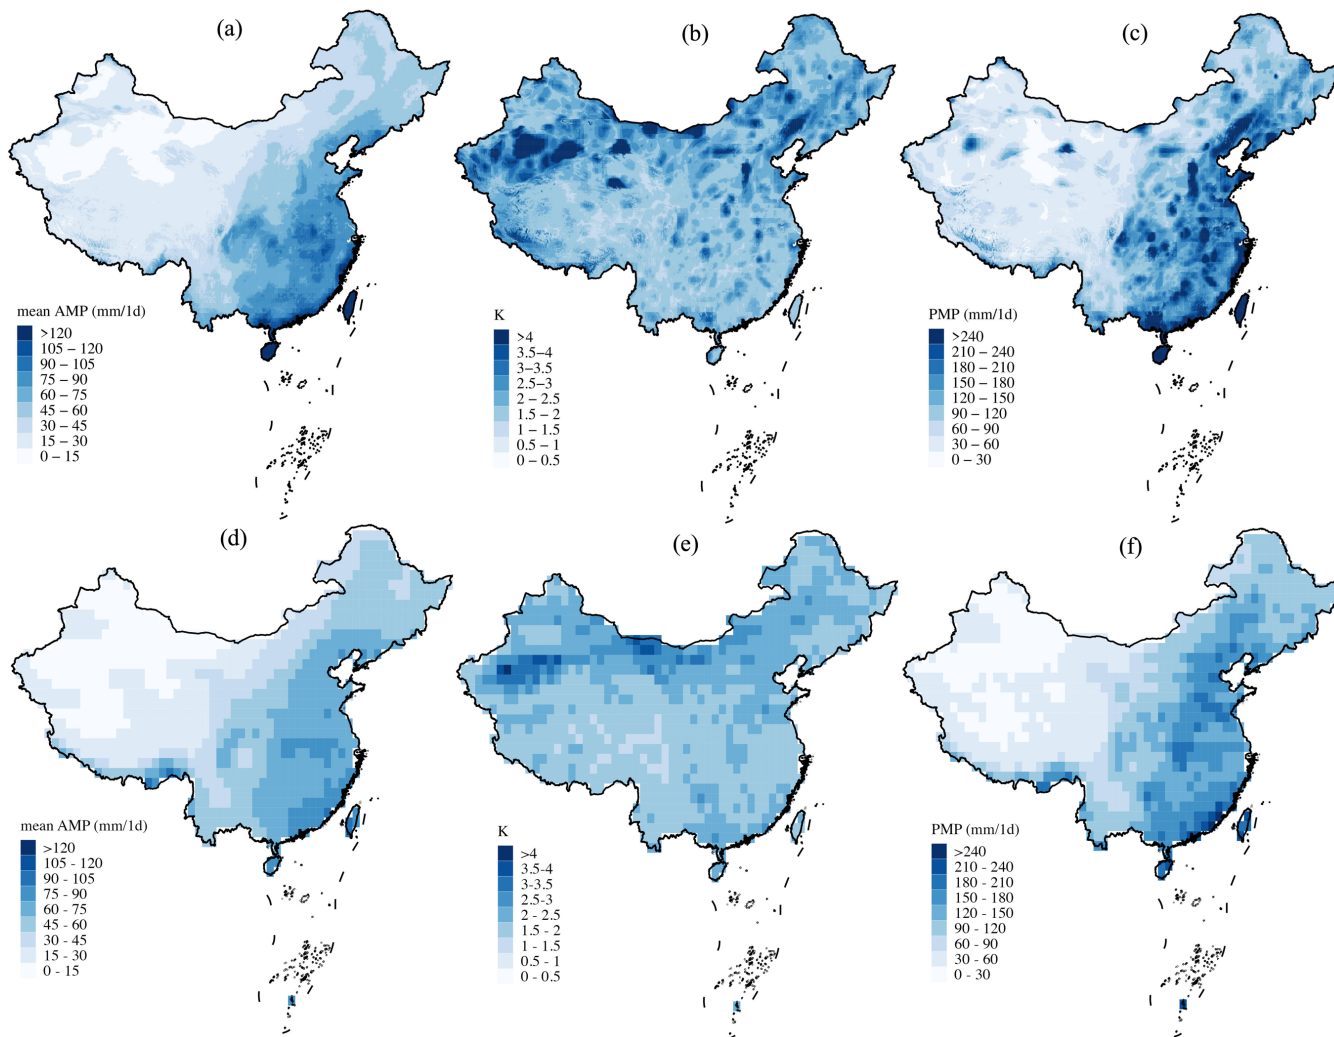 (a)
(b)
(c)
mean AMP (mm/1d)
>120
105 – 120
90 – 105
75 – 90
60 – 75
45 – 60
30 – 45
15 – 30
0 – 15
K
>4
3.5–4
3–3.5
2.5–3
2 – 2.5
1.5 – 2
1 – 1.5
0.5 – 1
0 – 0.5
PMP (mm/1d)
>240
210 – 240
180 – 210
150 – 180
120 – 150
90 – 120
60 – 90
30 – 60
0 – 30
(d)
(e)
(f)
mean AMP (mm/1d)
>120
105 - 120
90 - 105
75 - 90
60 - 75
45 - 60
30 - 45
15 - 30
0 - 15
K
>4
3.5-4
3-3.5
2.5-3
2 - 2.5
1.5 - 2
1 - 1.5
0.5 - 1
0 - 0.5
PMP (mm/1d)
>240
210 - 240
180 - 210
150 - 180
120 - 150
90 - 120
60 - 90
30 - 60
0 - 30